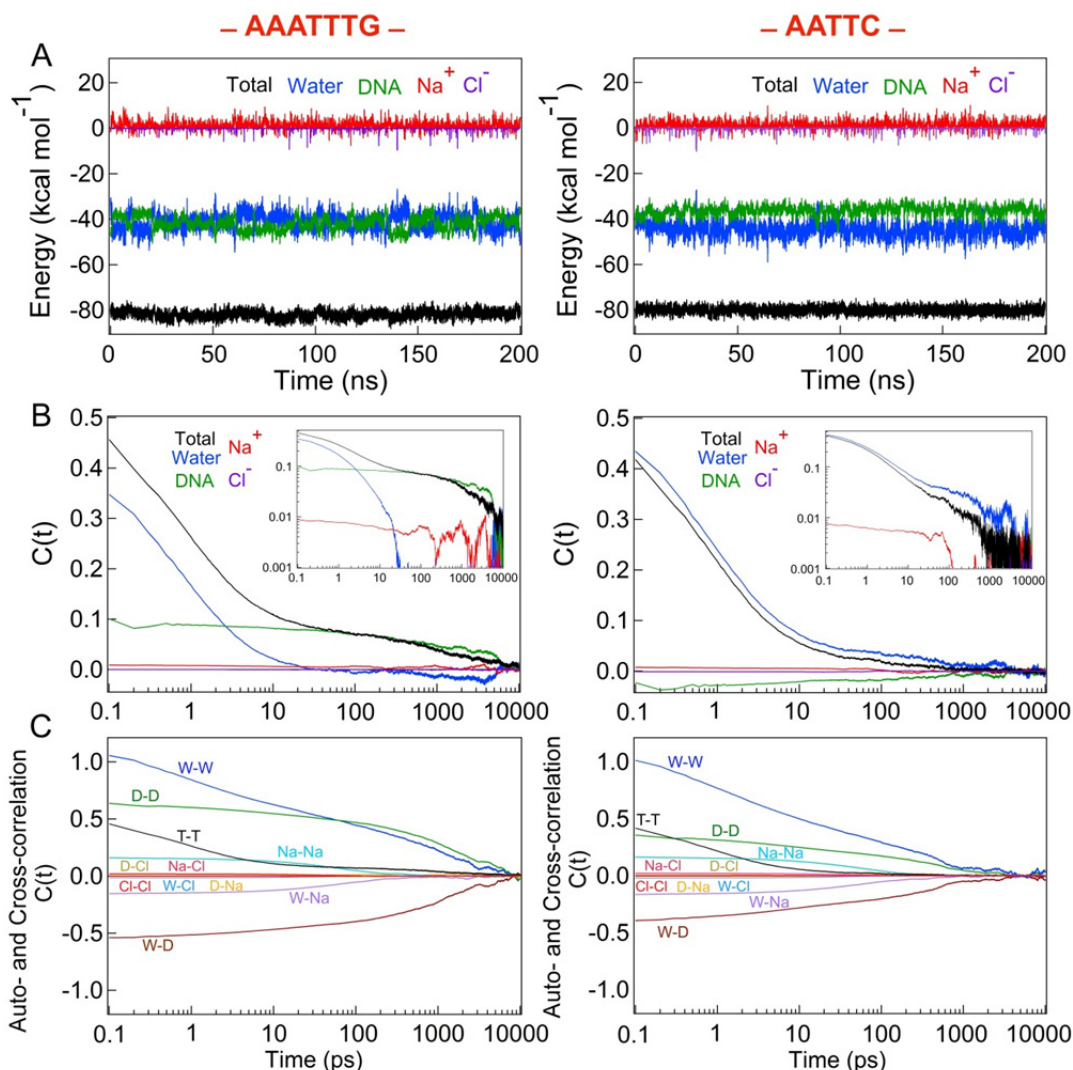 – AAATTTG –
– AATTC –
A
Total Water DNA Na+ Cl-
20
0
-20
-40
-60
-80
Energy (kcal mol-1)
0 50 100 150 200
Time (ns)
Total Water DNA Na+ Cl-
20
0
-20
-40
-60
-80
Energy (kcal mol-1)
0 50 100 150 200
Time (ns)
B
0.5
0.4
0.3
0.2
0.1
0.0
C(t)
Total Na+
Water
DNA Cl-
0.1
0.01
0.001
0.1 1 10 100 1000 10000
0.1 1 10 100 1000 10000
0.5
0.4
0.3
0.2
0.1
0.0
C(t)
Total Na+
Water
DNA Cl-
0.1
0.01
0.001
0.1 1 10 100 1000 10000
0.1 1 10 100 1000 10000
C
Auto- and Cross-correlation
C(t)
1.0
0.5
0.0
-0.5
-1.0
W-W
D-D
T-T
Na-Na
D-Cl Na-Cl
Cl-Cl W-Cl D-Na
W-Na
W-D
0.1 1 10 100 1000 10000
Time (ps)
Auto- and Cross-correlation
C(t)
1.0
0.5
0.0
-0.5
-1.0
W-W
T-T
D-D
Na-Na
Na-Cl D-Cl
Cl-Cl D-Na W-Cl
W-Na
W-D
0.1 1 10 100 1000 10000
Time (ps)